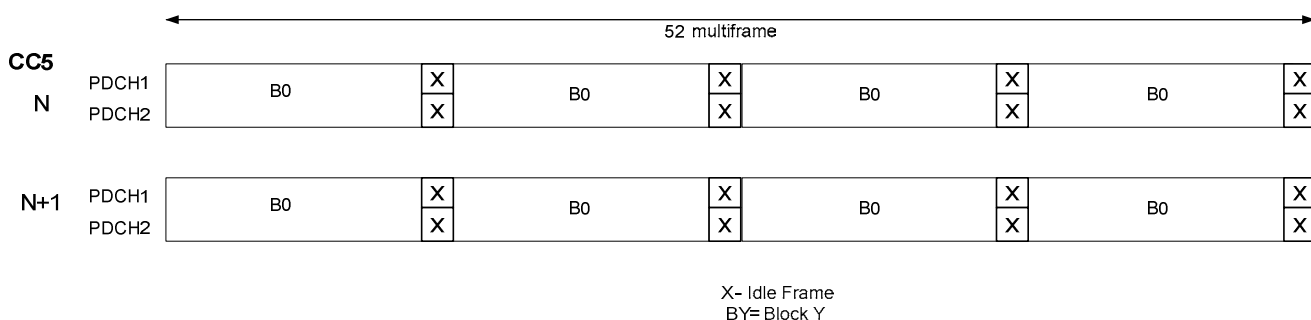 52 multiframe
CC5
N
PDCH1
PDCH2
B0 X X B0 X X B0 X X B0 X X
N+1
PDCH1
PDCH2
B0 X X B0 X X B0 X X B0 X X
X- Idle Frame
BY= Block Y